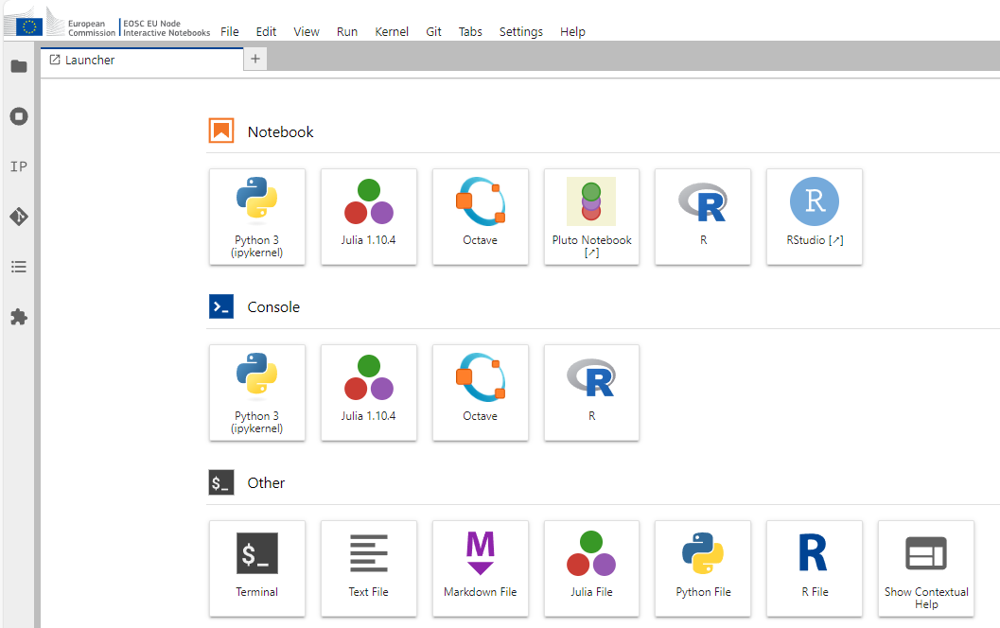 European
Commission
EOSC EU Node
Interactive Notebooks
File Edit View Run Kernel Git Tabs Settings Help
Launcher +
IP
Notebook
Python 3
(ipykernel)
Julia 1.10.4
Octave
Pluto Notebook
[↗]
R
R
RStudio [↗]
>_ Console
Python 3
(ipykernel)
Julia 1.10.4
Octave
R
$_ Other
$_
Terminal
Text File
M
Markdown File
Julia File
Python File
R
R File
Show Contextual
Help